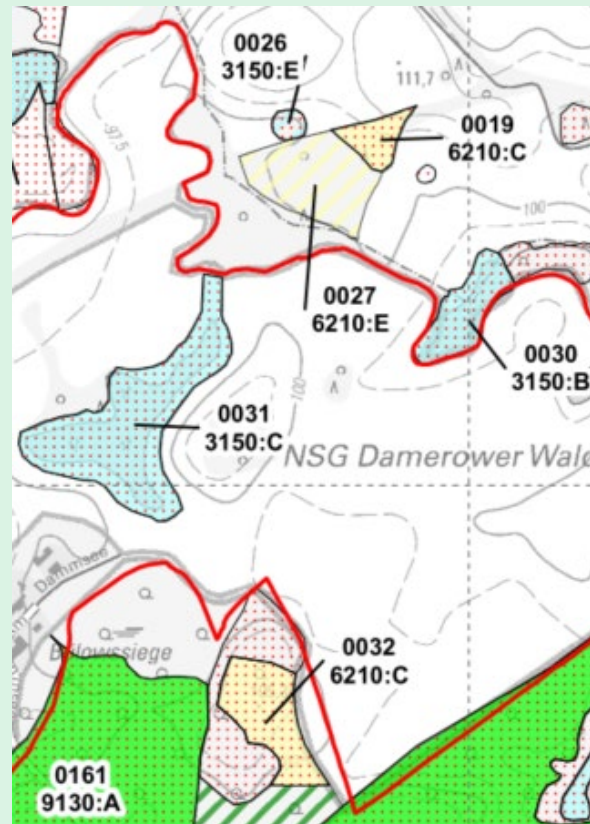 0026
3150:E
111,7
A
0019
6210:C
97,5
100
A
0027
6210:E
0030
3150:B
A
100
A
0031
3150:C
NSG Damerower Wald
Dammsee
Bülowssiege
0032
6210:C
0161
9130:A